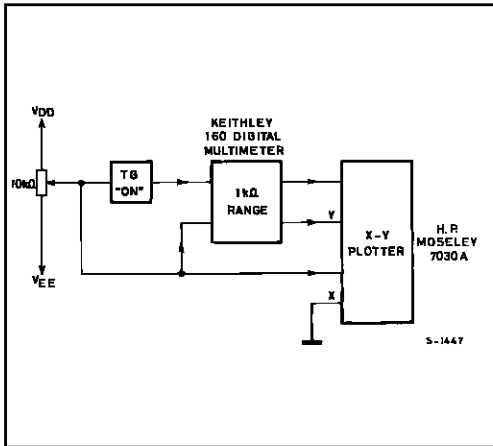 VDD
10kΩ
VEE
TG
"ON"
KEITHLEY
160 DIGITAL
MULTIMETER
1kΩ
RANGE
Y
X
X-Y
PLOTTER
H.P.
MOSELEY
7030A
S-1447